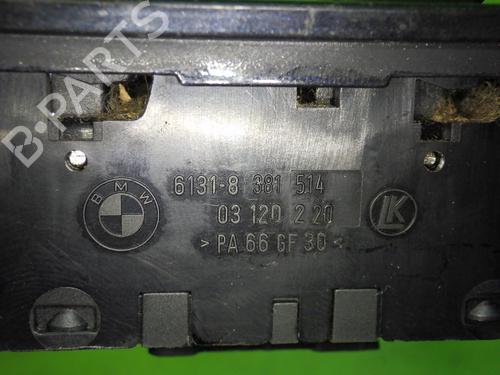 B-PARTS
6131-8 381 514
03 120 2 20
>PA 66 GF 30<
BMW
LK